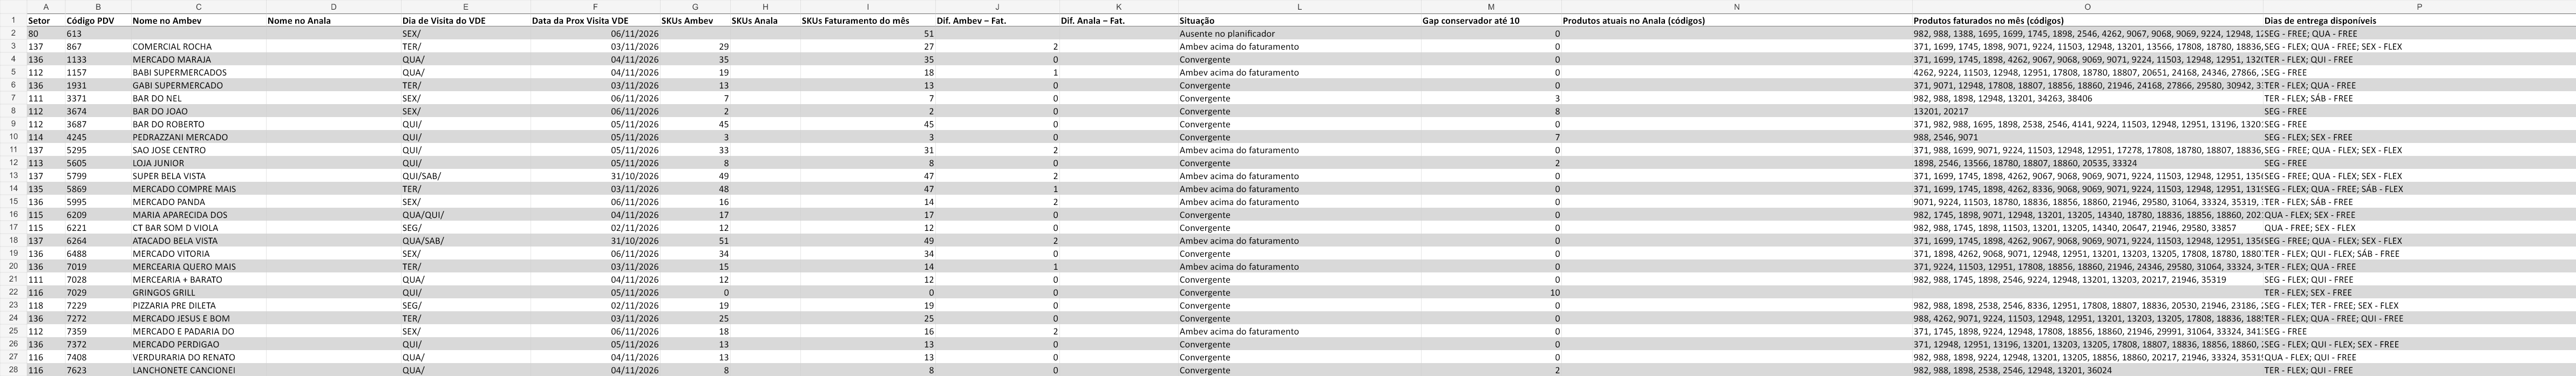 A B C D E F G H I J K L M N O P
1 Setor Código PDV Nome no Ambev Nome no Anala Dia de Visita do VDE Data da Prox Visita VDE SKUs Ambev SKUs Anala SKUs Faturamento do mês Dif. Ambev – Fat. Dif. Anala – Fat. Situação Gap conservador até 10 Produtos atuais no Anala (códigos) Produtos faturados no mês (códigos) Dias de entrega disponíveis
2 80 613 SEX/ 06/11/2026 51 Ausente no planificador 0 982, 988, 1388, 1695, 1699, 1745, 1898, 2546, 4262, 9067, 9068, 9069, 9224, 12948, SEG - FREE; QUA - FREE
3 137 867 COMERCIAL ROCHA TER/ 03/11/2026 29 27 2 Ambev acima do faturamento 0 371, 1699, 1745, 1898, 9071, 9224, 11503, 12948, 13201, 13566, 17808, 18780, 18836, SEG - FLEX; QUA - FREE; SEX - FLEX
4 136 1133 MERCADO MARAJA QUA/ 04/11/2026 35 35 0 Convergente 0 371, 1699, 1745, 1898, 4262, 9067, 9068, 9069, 9071, 9224, 11503, 12948, 12951, TER - FLEX; QUI - FREE
5 112 1157 BABI SUPERMERCADOS QUA/ 04/11/2026 19 18 1 Ambev acima do faturamento 0 4262, 9224, 11503, 12948, 12951, 17808, 18780, 18807, 20651, 24168, 24346, 27866, SEG - FREE
6 136 1931 GABI SUPERMERCADO TER/ 03/11/2026 13 13 0 Convergente 0 371, 9071, 12948, 17808, 18807, 18856, 18860, 21946, 24168, 27866, 29580, 30942, TER - FLEX; QUA - FREE
7 111 3371 BAR DO NEL SEX/ 06/11/2026 7 7 0 Convergente 3 982, 988, 1898, 12948, 13201, 34263, 38406 TER - FLEX; SÁB - FREE
8 112 3674 BAR DO JOAO SEX/ 06/11/2026 2 2 0 Convergente 8 13201, 20217 SEG - FREE
9 112 3687 BAR DO ROBERTO QUI/ 05/11/2026 45 45 0 Convergente 0 371, 982, 988, 1695, 1898, 2538, 2546, 4141, 9224, 11503, 12948, 12951, 13196, SEG - FREE
10 114 4245 PEDRAZZANI MERCADO QUI/ 05/11/2026 3 3 0 Convergente 7 988, 2546, 9071 SEG - FLEX; SEX - FREE
11 137 5295 SAO JOSE CENTRO QUI/ 05/11/2026 33 31 2 Ambev acima do faturamento 0 371, 988, 1699, 9071, 9224, 11503, 12948, 12951, 17278, 17808, 18780, 18807, 18836, SEG - FREE; QUA - FLEX; SEX - FLEX
12 113 5605 LOJA JUNIOR QUI/ 05/11/2026 8 8 0 Convergente 2 1898, 2546, 13566, 18780, 18807, 18860, 20535, 33324 SEG - FREE
13 137 5799 SUPER BELA VISTA QUI/SAB/ 31/10/2026 49 47 2 Ambev acima do faturamento 0 371, 1699, 1745, 1898, 4262, 9067, 9068, 9069, 9071, 9224, 11503, 12948, 12951, SEG - FREE; QUA - FLEX; SEX - FLEX
14 135 5869 MERCADO COMPRE MAIS TER/ 03/11/2026 48 47 1 Ambev acima do faturamento 0 371, 1699, 1745, 1898, 4262, 8336, 9068, 9069, 9071, 9224, 11503, 12948, 12951, SEG - FLEX; QUA - FREE; SÁB - FLEX
15 136 5995 MERCADO PANDA SEX/ 06/11/2026 16 14 2 Ambev acima do faturamento 0 9071, 9224, 11503, 18780, 18836, 18856, 18860, 21946, 29580, 31064, 33324, 35319, TER - FLEX; SÁB - FREE
16 115 6209 MARIA APARECIDA DOS QUA/QUI/ 04/11/2026 17 17 0 Convergente 0 982, 1745, 1898, 9071, 12948, 13201, 13205, 14340, 18780, 18836, 18856, 18860, QUA - FLEX; SEX - FREE
17 115 6221 CT BAR SOM D VIOLA SEG/ 02/11/2026 12 12 0 Convergente 0 982, 988, 1745, 1898, 11503, 13201, 13205, 14340, 20647, 21946, 29580, 33857 QUA - FREE; SEX - FLEX
18 137 6264 ATACADO BELA VISTA QUA/SAB/ 31/10/2026 51 49 2 Ambev acima do faturamento 0 371, 1699, 1745, 1898, 4262, 9067, 9068, 9069, 9071, 9224, 11503, 12948, 12951, SEG - FREE; QUA - FLEX; SEX - FLEX
19 136 6488 MERCADO VITORIA SEX/ 06/11/2026 34 34 0 Convergente 0 371, 1898, 4262, 9068, 9071, 11503, 12948, 12951, 13201, 13203, 13205, 17808, 18780, TER - FLEX; QUI - FLEX; SÁB - FREE
20 136 7019 MERCEARIA QUERO MAIS TER/ 03/11/2026 15 14 1 Ambev acima do faturamento 0 371, 9224, 11503, 12951, 17808, 18856, 18860, 21946, 24346, 29580, 31064, 33324, TER - FLEX; QUA - FREE
21 111 7028 MERCEARIA + BARATO QUA/ 04/11/2026 12 12 0 Convergente 0 982, 988, 1745, 1898, 2546, 9224, 12948, 13201, 13203, 20217, 21946, 35319 SEG - FLEX; QUI - FREE
22 116 7029 GRINGOS GRILL QUI/ 05/11/2026 0 0 0 Convergente 10 TER - FLEX; SEX - FREE
23 118 7229 PIZZARIA PRE DILETA SEG/ 02/11/2026 19 19 0 Convergente 0 982, 988, 1898, 2538, 2546, 8336, 12951, 17808, 18807, 18836, 20530, 21946, 23186, SEG - FLEX; TER - FREE; SEX - FLEX
24 136 7272 MERCADO JESUS E BOM TER/ 03/11/2026 25 25 0 Convergente 0 988, 4262, 9071, 9224, 11503, 12948, 12951, 13201, 13203, 13205, 17808, 18836, TER - FLEX; QUA - FREE; QUI - FREE
25 112 7359 MERCADO E PADARIA DO SEX/ 06/11/2026 18 16 2 Ambev acima do faturamento 0 371, 1745, 1898, 9224, 12948, 17808, 18856, 18860, 21946, 29991, 31064, 33324, SEG - FREE
26 136 7372 MERCADO PERDIGAO QUI/ 05/11/2026 13 13 0 Convergente 0 371, 12948, 12951, 13196, 13201, 13203, 13205, 17808, 18807, 18836, 18856, 18860, SEG - FLEX; QUI - FLEX; SEX - FREE
27 116 7408 VERDURARIA DO RENATO QUA/ 04/11/2026 13 13 0 Convergente 0 982, 988, 1898, 9224, 12948, 13201, 13205, 18856, 18860, 20217, 21946, 33324, QUA - FLEX; QUI - FREE
28 116 7623 LANCHONETE CANCIONEI QUA/ 04/11/2026 8 8 0 Convergente 2 982, 988, 1898, 2538, 2546, 12948, 13201, 36024 TER - FLEX; QUI - FREE